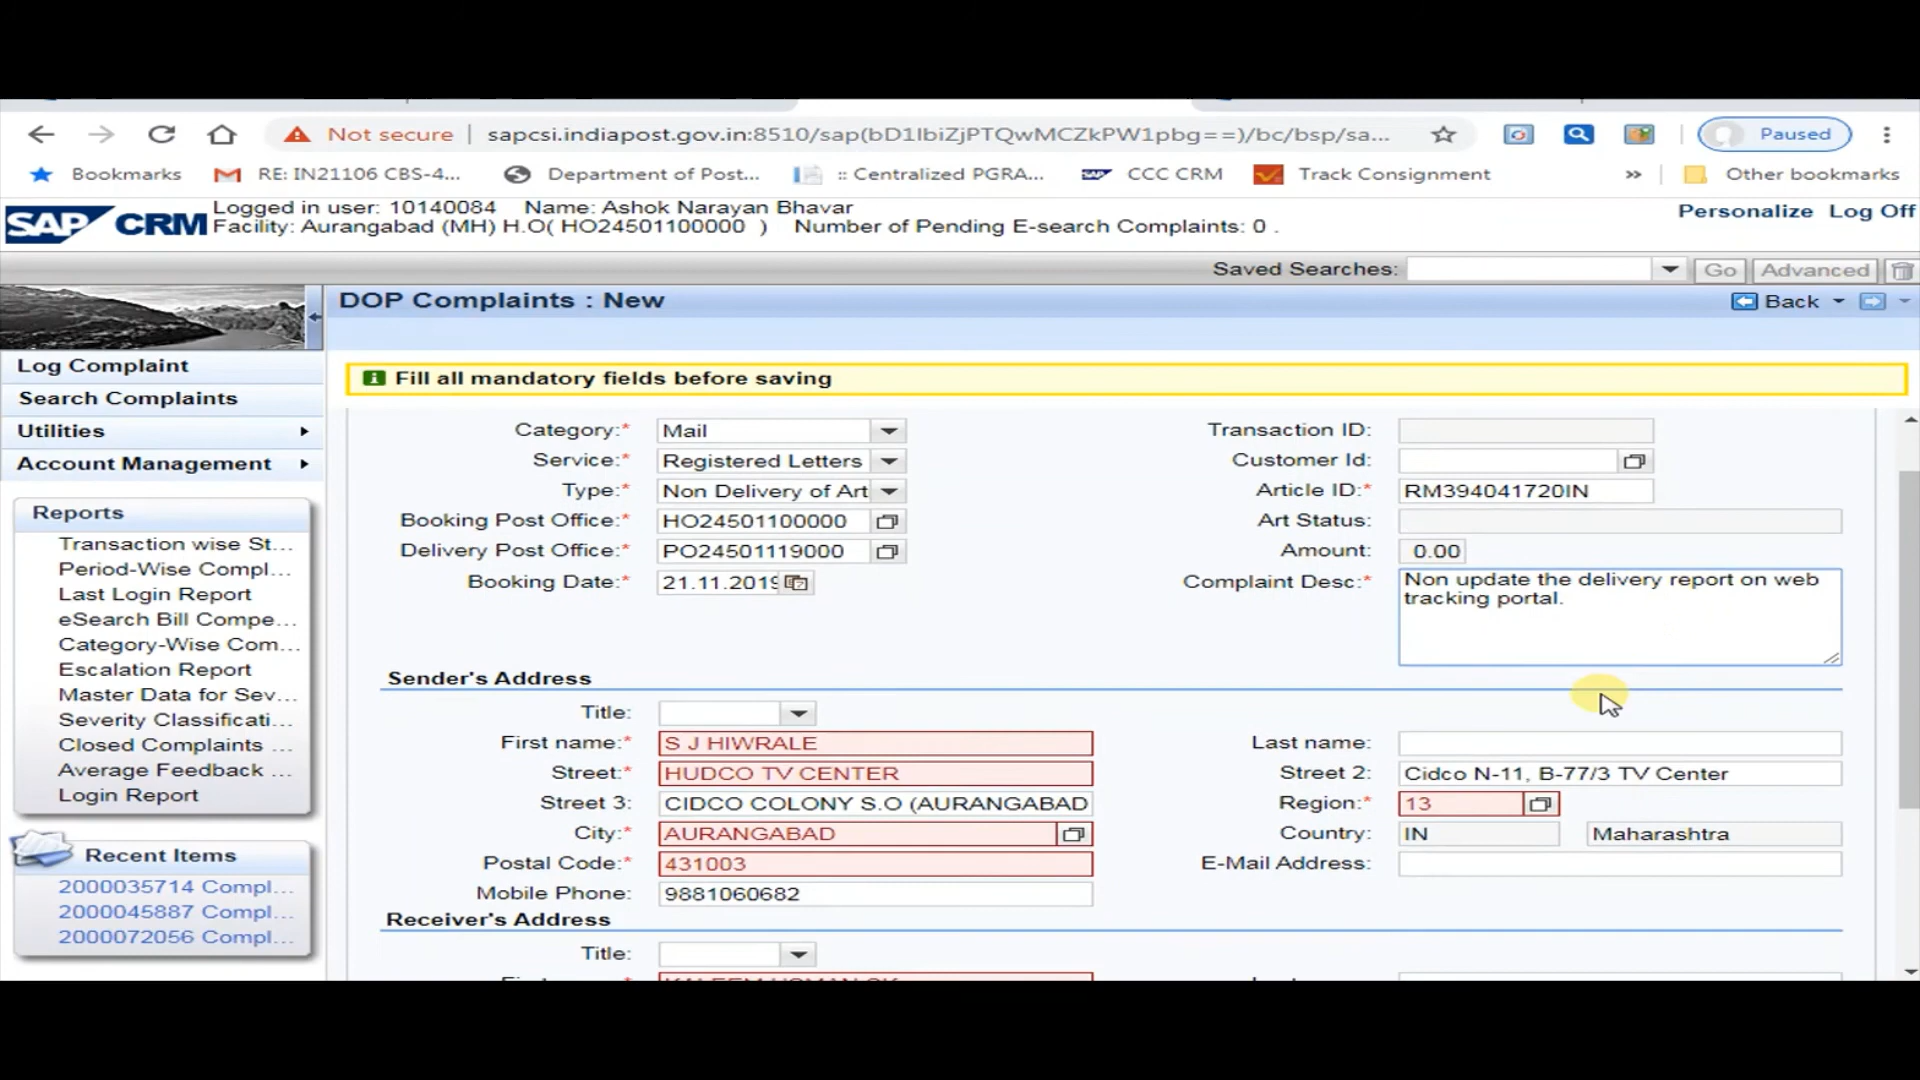 Not secure | sapcsi.indiapost.gov.in:8510/sap(bD1lbiZjPTQwMCZkPW1pbg==)/bc/bsp/sa... Paused
Bookmarks RE: IN21106 CBS-4... Department of Post... :: Centralized PGRA... CCC CRM Track Consignment » Other bookmarks
SAP CRM Logged in user: 10140084 Name: Ashok Narayan Bhavar Personalize Log Off
Facility: Aurangabad (MH) H.O( HO24501100000 ) Number of Pending E-search Complaints: 0 .
Saved Searches: Go Advanced
DOP Complaints : New Back
Log Complaint
Search Complaints
Utilities
Account Management
Reports
Transaction wise St...
Period-Wise Compl...
Last Login Report
eSearch Bill Compe...
Category-Wise Com...
Escalation Report
Master Data for Sev...
Severity Classificati...
Closed Complaints ...
Average Feedback ...
Login Report
Recent Items
2000035714 Compl...
2000045887 Compl...
2000072056 Compl...
Fill all mandatory fields before saving
Category:* Mail Transaction ID:
Service:* Registered Letters Customer Id:
Type:* Non Delivery of Art Article ID:* RM394041720IN
Booking Post Office:* HO24501100000 Art Status:
Delivery Post Office:* PO24501119000 Amount: 0.00
Booking Date:* 21.11.2019 Complaint Desc:* Non update the delivery report on web
tracking portal.
Sender's Address
Title:
First name:* S J HIWRALE Last name:
Street:* HUDCO TV CENTER Street 2: Cidco N-11, B-77/3 TV Center
Street 3: CIDCO COLONY S.O (AURANGABAD Region:* 13
City:* AURANGABAD Country: IN Maharashtra
Postal Code:* 431003 E-Mail Address:
Mobile Phone: 9881060682
Receiver's Address
Title: